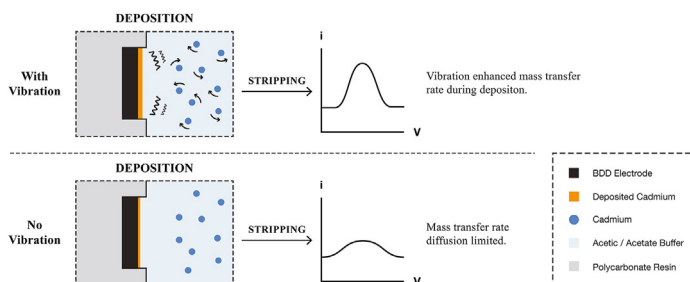 DEPOSITION
With
Vibration
STRIPPING
i
V
Vibration enhanced mass transfer
rate during depositon.
DEPOSITION
No
Vibration
STRIPPING
i
V
Mass transfer rate
diffusion limited.
BDD Electrode
Deposited Cadmium
Cadmium
Acetic / Acetate Buffer
Polycarbonate Resin